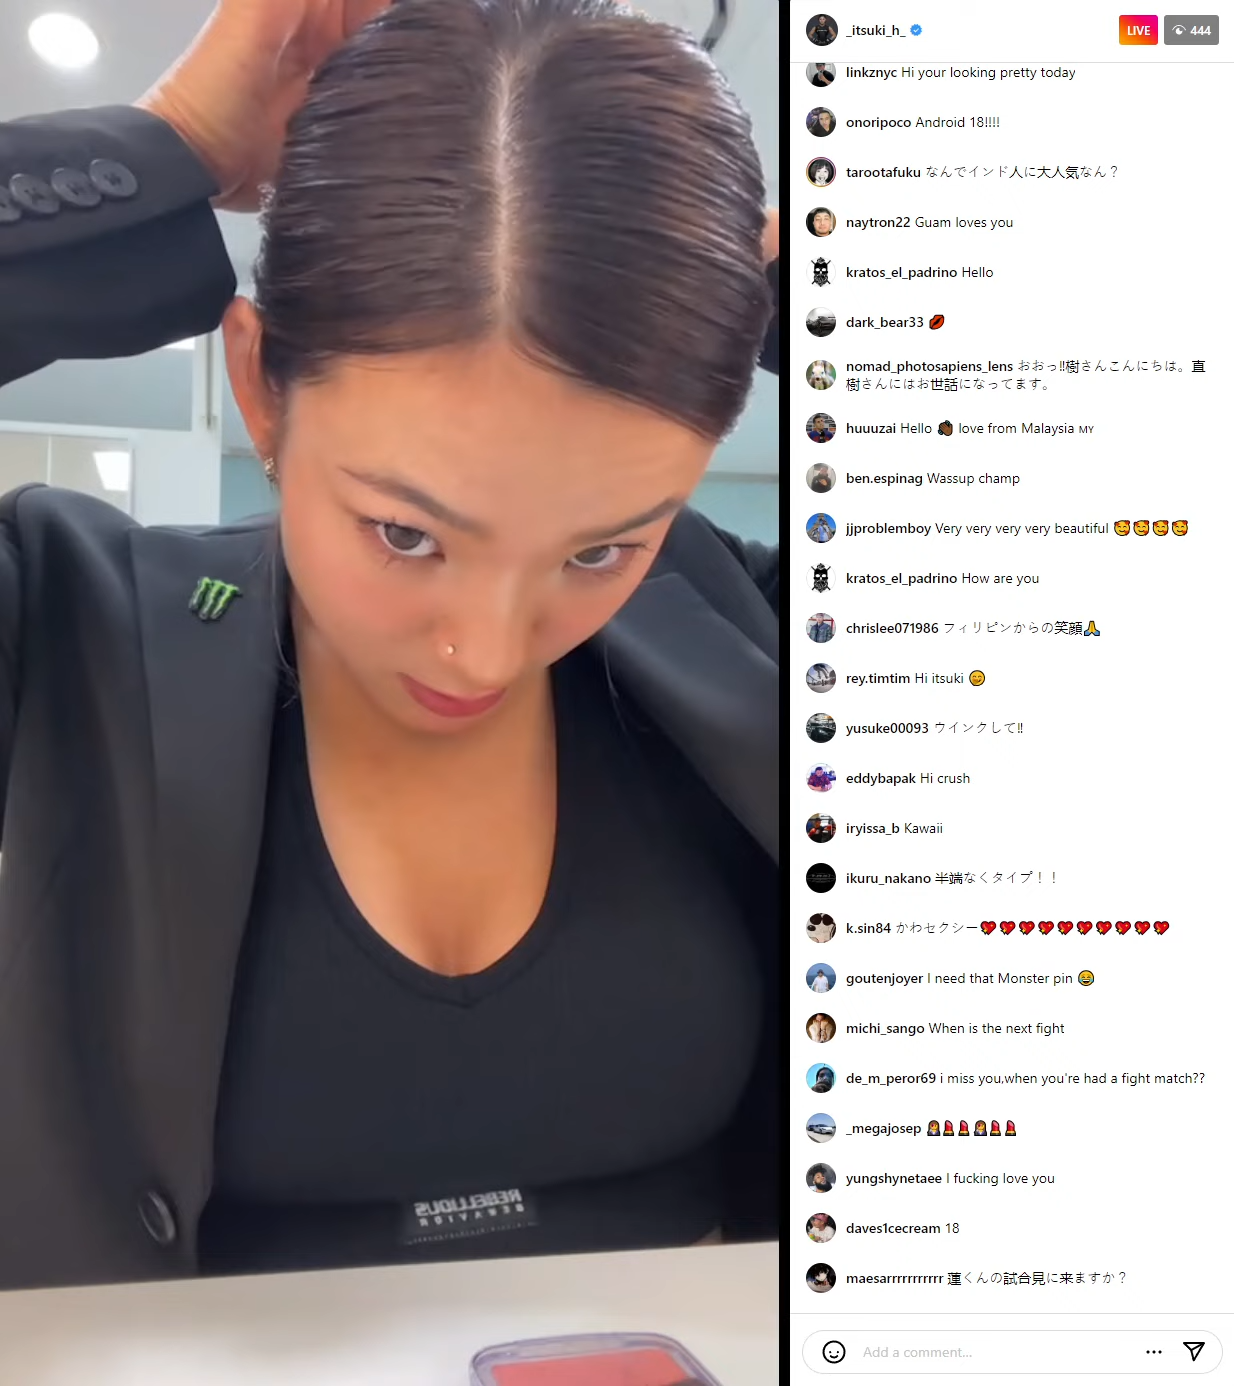 _itsuki_h_
LIVE
444
linkznyc Hi your looking pretty today
onoripoco Android 18!!!!
tarootafuku なんでインド人に大人気なん？
naytron22 Guam loves you
kratos_el_padrino Hello
dark_bear33 💋
nomad_photosapiens_lens おおっ‼樹さんこんにちは。直
樹さんにはお世話になってます。
huuuzai Hello 👋🏾 love from Malaysia MY
ben.espinag Wassup champ
jjproblemboy Very very very very beautiful 🥰🥰🥰🥰
kratos_el_padrino How are you
chrislee071986 フィリピンからの笑顔🙏
rey.timtim Hi itsuki 😊
yusuke00093 ウインクして‼
eddybapak Hi crush
iryissa_b Kawaii
ikuru_nakano 半端なくタイプ！！
k.sin84 かわセクシー💖💖💖💖💖💖💖💖💖💖
goutenjoyer I need that Monster pin 😂
michi_sango When is the next fight
de_m_peror69 i miss you,when you're had a fight match??
_megajosep 👩‍💼💄💄👩‍💼💄💄
yungshynetaee I fucking love you
daves1cecream 18
maesarrrrrrrrrrr 蓮くんの試合見に来ますか？
Add a comment...
REBELLIOUS
BEHAVIOR